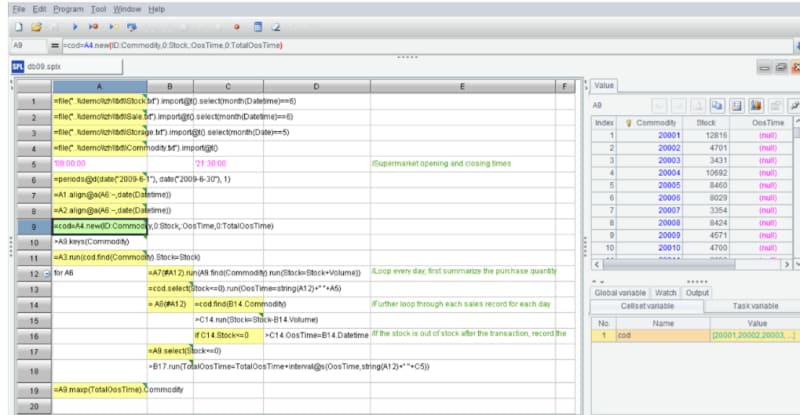 File Edit Program Tool Window Help
A9 = =cod=A4.new(ID:Commodity,0:Stock,:OosTime,0:TotalOosTime)
SPL db09.splx
A B C D E F
1 =file("..\\demo\\zh\\txt\\Stock.txt").import@t().select(month(Datetime)==6)
2 =file("..\\demo\\zh\\txt\\Sale.txt").import@t().select(month(Datetime)==6)
3 =file("..\\demo\\zh\\txt\\Storage.txt").import@t().select(month(Date)==5)
4 =file("..\\demo\\zh\\txt\\Commodity.txt").import@t()
5 '09:00:00 '21:30:00 /Supermarket opening and closing times
6 =periods@d(date("2009-6-1"), date("2009-6-30"), 1)
7 =A1.align@a(A6:~,date(Datetime))
8 =A2.align@a(A6:~,date(Datetime))
9 =cod=A4.new(ID:Commodity,0:Stock,:OosTime,0:TotalOosTime)
10 >A9.keys(Commodity)
11 =A3.run(cod.find(Commodity).Stock=Stock)
12 for A6 =A7(#A12).run(A9.find(Commodity).run(Stock=Stock+Volume)) /Loop every day, first summarize the purchase quantity
13 =cod.select(Stock<=0).run(OosTime=string(A12)+" "+A5)
14 = A8(#A12) =cod.find(B14.Commodity) /Further loop through each sales record for each day
15 >C14.run(Stock=Stock-B14.Volume)
16 if C14.Stock<=0 >C14.OosTime=B14.Datetime /If the stock is out of stock after the transaction, record the
17 =A9.select(Stock<=0)
18 >B17.run(TotalOosTime=TotalOosTime+interval@s(OosTime,string(A12)+" "+C5))
19 =A9.maxp(TotalOosTime).Commodity
20
Value
A9
Index Commodity Stock OosTime
1 20001 12816 (null)
2 20002 4701 (null)
3 20003 3431 (null)
4 20004 10692 (null)
5 20005 8460 (null)
6 20006 8029 (null)
7 20007 3354 (null)
8 20008 8424 (null)
9 20009 4571 (null)
10 20010 4700 (null)
Global variable Watch Output
Cellset variable Task variable
No. Name Value
1 cod [20001,20002,20003, ...]